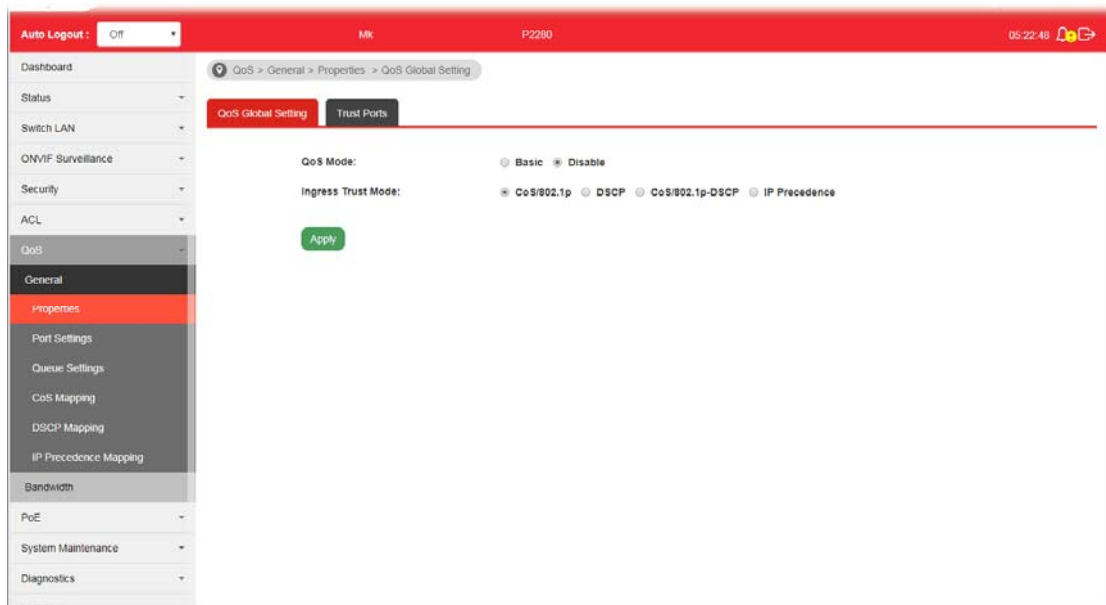 Auto Logout : Off Mk P2280 05:22:48
Dashboard
QoS > General > Properties > QoS Global Setting
Status
QoS Global Setting Trust Ports
Switch LAN
ONVIF Surveillance
QoS Mode: Basic Disable
Security
Ingress Trust Mode: CoS/802.1p DSCP CoS/802.1p-DSCP IP Precedence
ACL
Apply
QoS
General
Properties
Port Settings
Queue Settings
CoS Mapping
DSCP Mapping
IP Precedence Mapping
Bandwidth
PoE
System Maintenance
Diagnostics